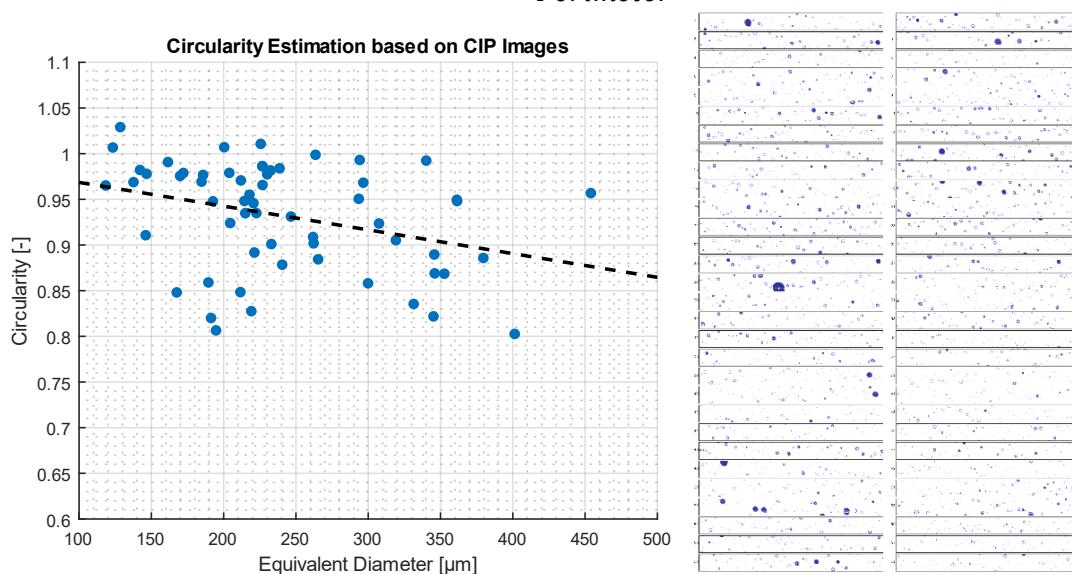 Circularity Estimation based on CIP Images
1.1
1.05
1
0.95
0.9
0.85
0.8
0.75
0.7
0.65
0.6
Circularity [-]
100 150 200 250 300 350 400 450 500
Equivalent Diameter [µm]